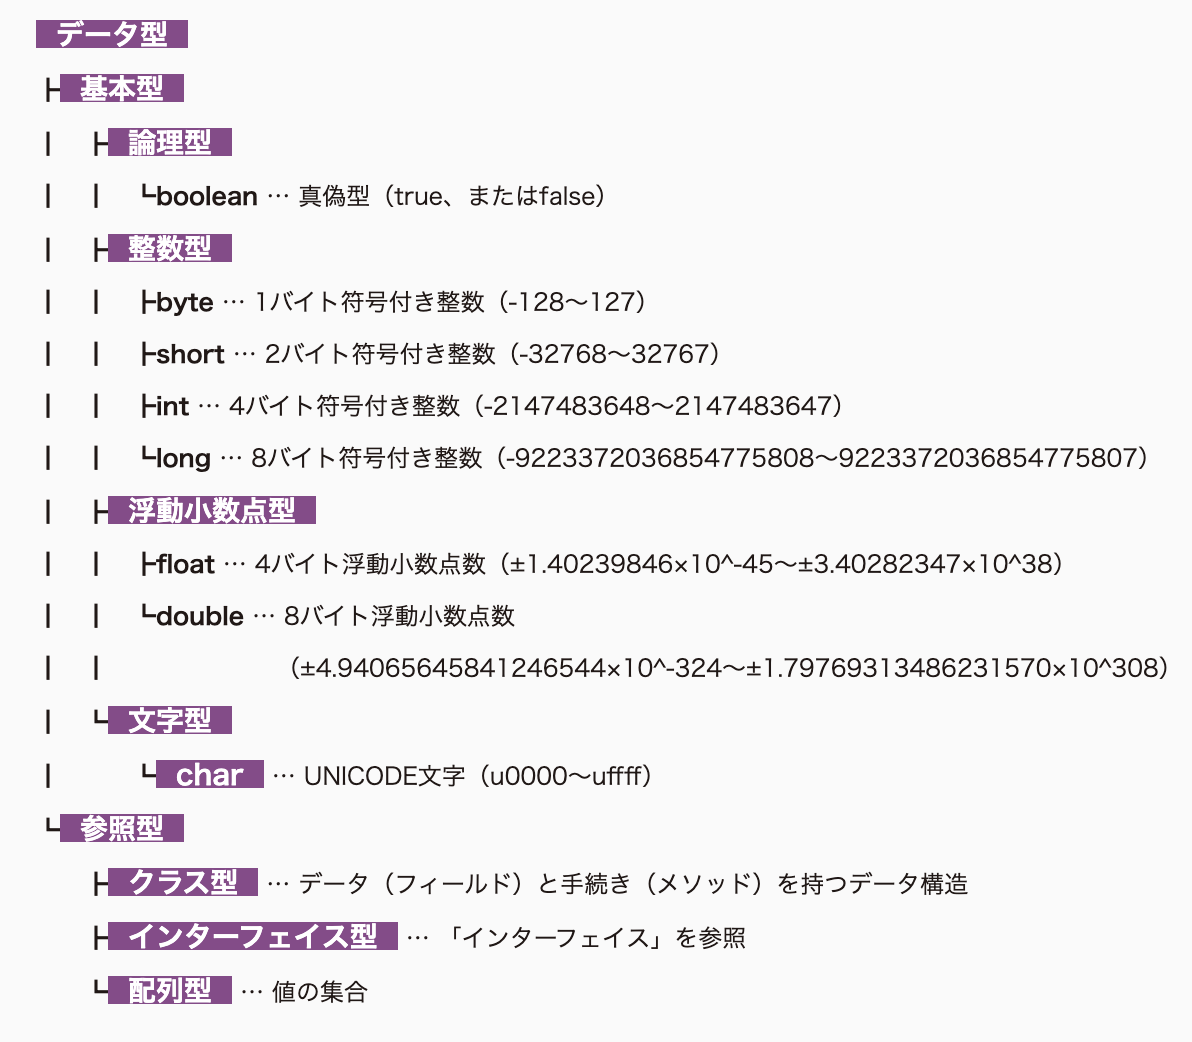 データ型
├ 基本型
│ ├ 論理型
│ │ └boolean … 真偽型（true、またはfalse）
│ ├ 整数型
│ │ ├byte … 1バイト符号付き整数（-128〜127）
│ │ ├short … 2バイト符号付き整数（-32768〜32767）
│ │ ├int … 4バイト符号付き整数（-2147483648〜2147483647）
│ │ └long … 8バイト符号付き整数（-9223372036854775808〜9223372036854775807）
│ ├ 浮動小数点型
│ │ ├float … 4バイト浮動小数点数（±1.40239846×10^-45〜±3.40282347×10^38）
│ │ └double … 8バイト浮動小数点数
│ │ （±4.94065645841246544×10^-324〜±1.79769313486231570×10^308）
│ └ 文字型
│ └ char … UNICODE文字（u0000〜uffff）
└ 参照型
├ クラス型 … データ（フィールド）と手続き（メソッド）を持つデータ構造
├ インターフェイス型 … 「インターフェイス」を参照
└ 配列型 … 値の集合